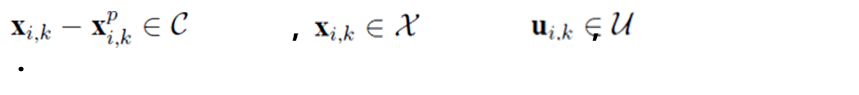 𝐱_{i,k} − 𝐱^p_{i,k} ∈ 𝒞 , 𝐱_{i,k} ∈ 𝒳 𝐮_{i,k} ∈ , 𝒰
.